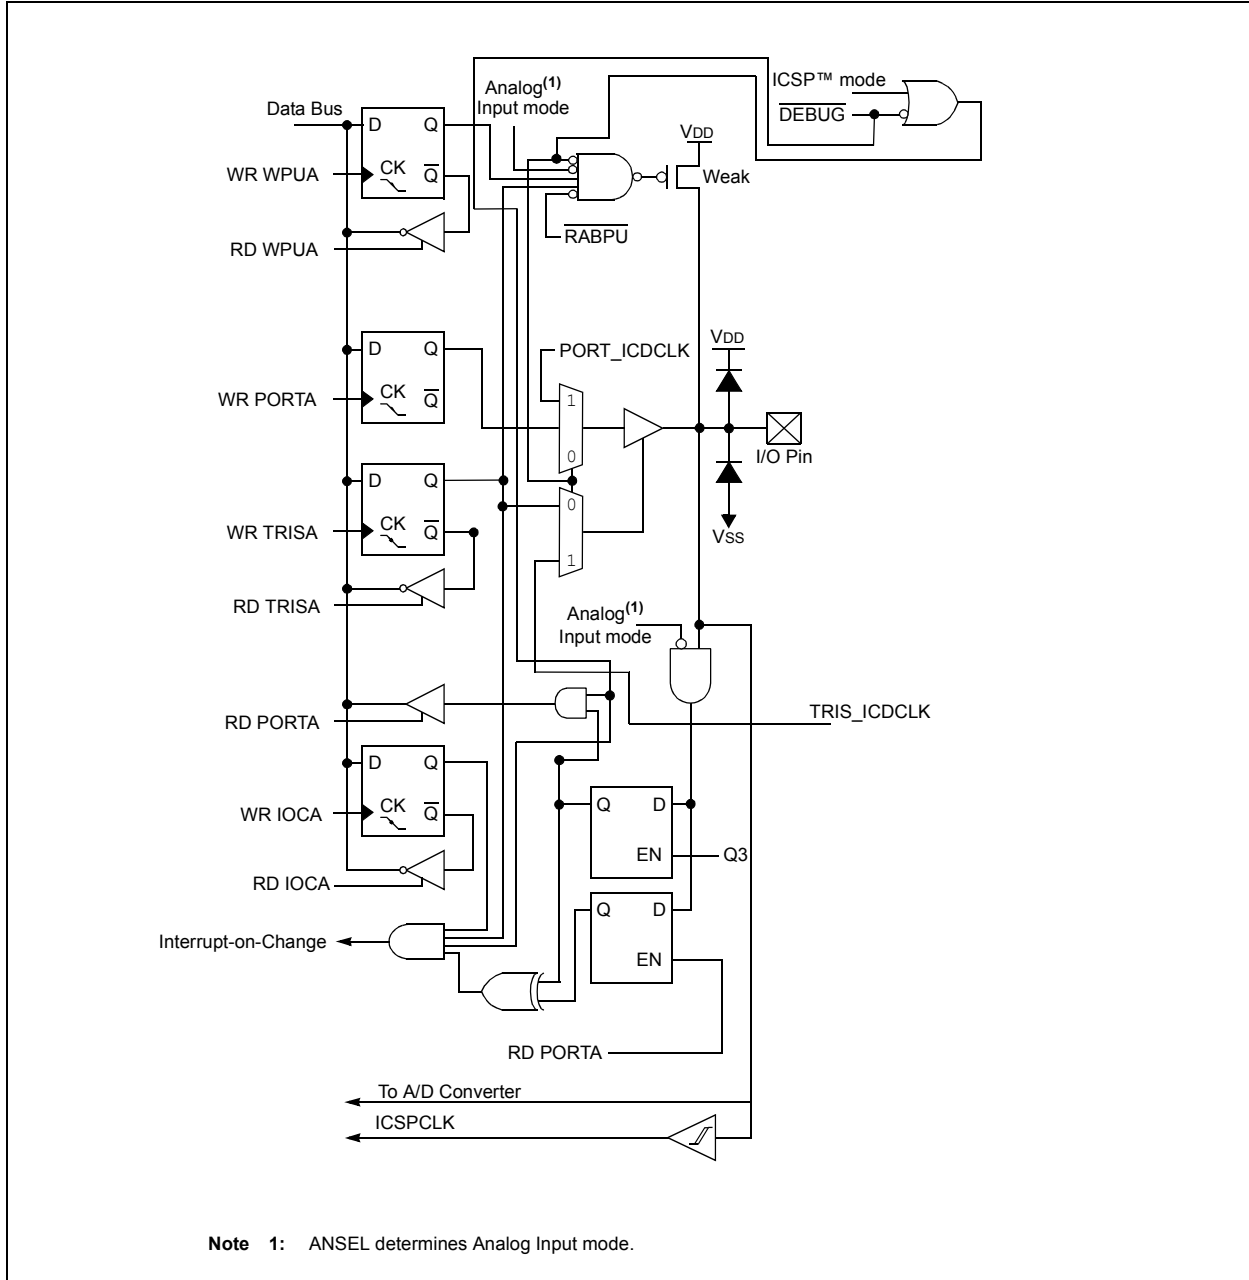 ICSP™ mode
DEBUG
Analog(1)
Input mode
Data Bus
VDD
D Q
WR WPUA
CK Q
Weak
RABPU
RD WPUA
VDD
D Q
PORT_ICDCLK
WR PORTA
CK Q
1
0
I/O Pin
D Q
0
WR TRISA
CK Q
VSS
1
RD TRISA
Analog(1)
Input mode
RD PORTA
TRIS_ICDCLK
D Q
WR IOCA
CK Q
Q D
EN
Q3
RD IOCA
Q D
Interrupt-on-Change
EN
RD PORTA
To A/D Converter
ICSPCLK
Note 1: ANSEL determines Analog Input mode.